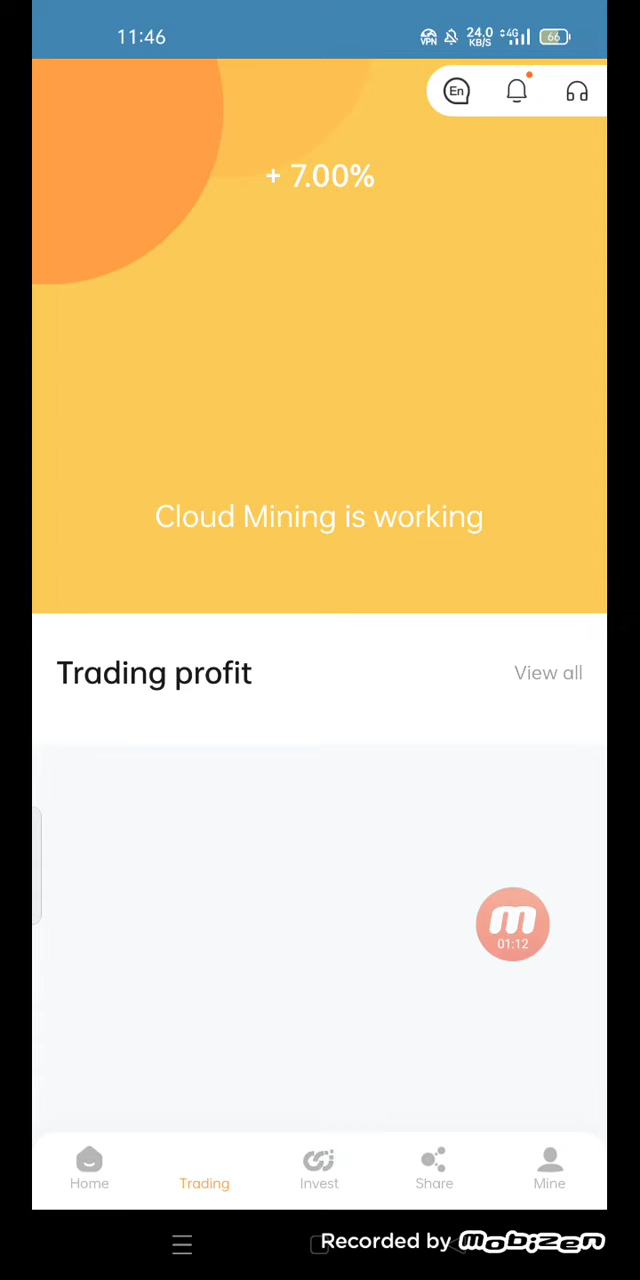 11:46
VPN
24.0
KB/S
4G
66
En
+ 7.00%
Cloud Mining is working
Trading profit
View all
m
01:12
Home
Trading
Invest
Share
Mine
Recorded by mobizen